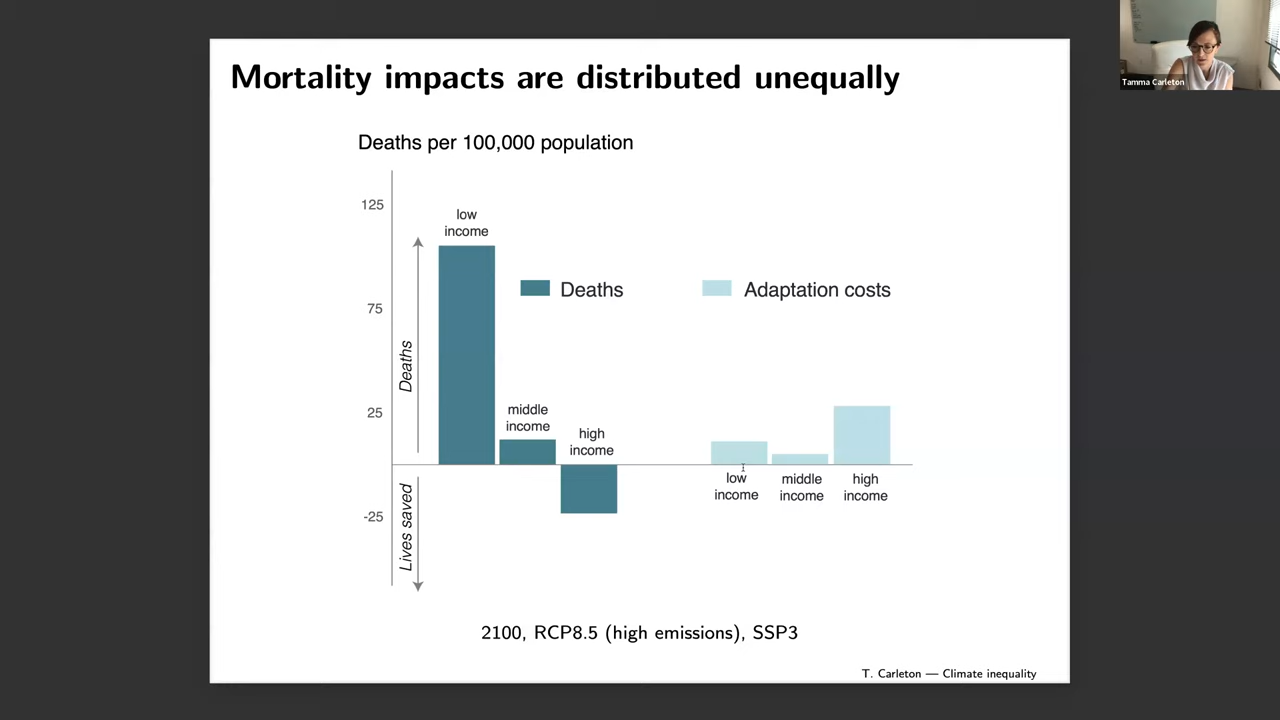 Mortality impacts are distributed unequally
Tamma Carleton
Deaths per 100,000 population
125
75
25
-25
Deaths
Lives saved
low
income
middle
income
high
income
Deaths
Adaptation costs
low
income
middle
income
high
income
2100, RCP8.5 (high emissions), SSP3
T. Carleton — Climate inequality